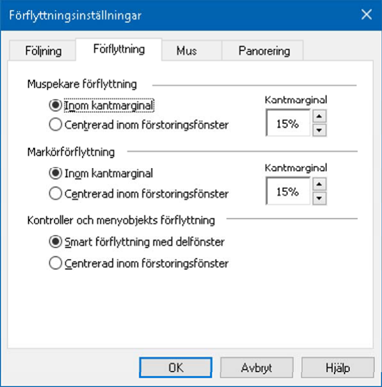 Förflyttningsinställningar
Följning Förflyttning Mus Panorering
Muspekare förflyttning
Inom kantmarginal
Kantmarginal
Centrerad inom förstoringsfönster
15%
Markörförflyttning
Inom kantmarginal
Kantmarginal
Centrerad inom förstoringsfönster
15%
Kontroller och menyobjekts förflyttning
Smart förflyttning med delfönster
Centrerad inom förstoringsfönster
OK Avbryt Hjälp